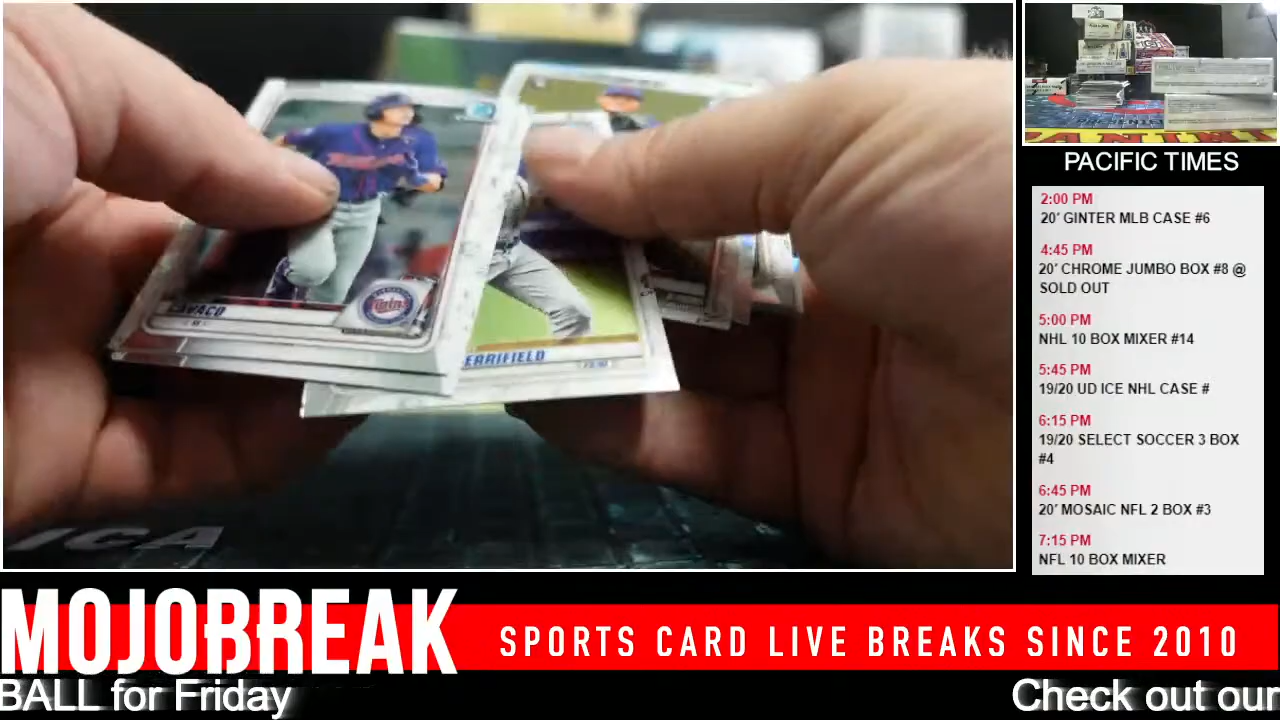 CAVACO
Twins
ERRIFIELD
ICA
PACIFIC TIMES
2:00 PM
20' GINTER MLB CASE #6
4:45 PM
20' CHROME JUMBO BOX #8 @
SOLD OUT
5:00 PM
NHL 10 BOX MIXER #14
5:45 PM
19/20 UD ICE NHL CASE #
6:15 PM
19/20 SELECT SOCCER 3 BOX
#4
6:45 PM
20' MOSAIC NFL 2 BOX #3
7:15 PM
NFL 10 BOX MIXER
MOJOBREAK
SPORTS CARD LIVE BREAKS SINCE 2010
BALL for Friday
Check out our